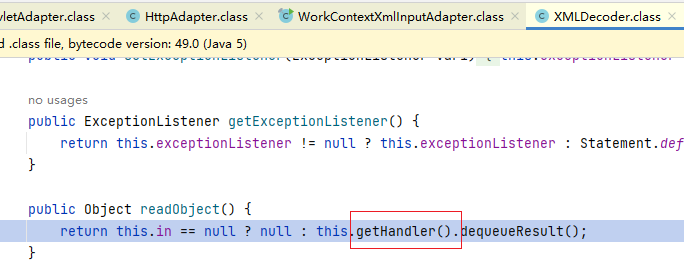 vletAdapter.class HttpAdapter.class WorkContextXmlInputAdapter.class XMLDecoder.class
d .class file, bytecode version: 49.0 (Java 5)
no usages
public ExceptionListener getExceptionListener() {
return this.exceptionListener != null ? this.exceptionListener : Statement.def
}
public Object readObject() {
return this.in == null ? null : this.getHandler().dequeueResult();
}